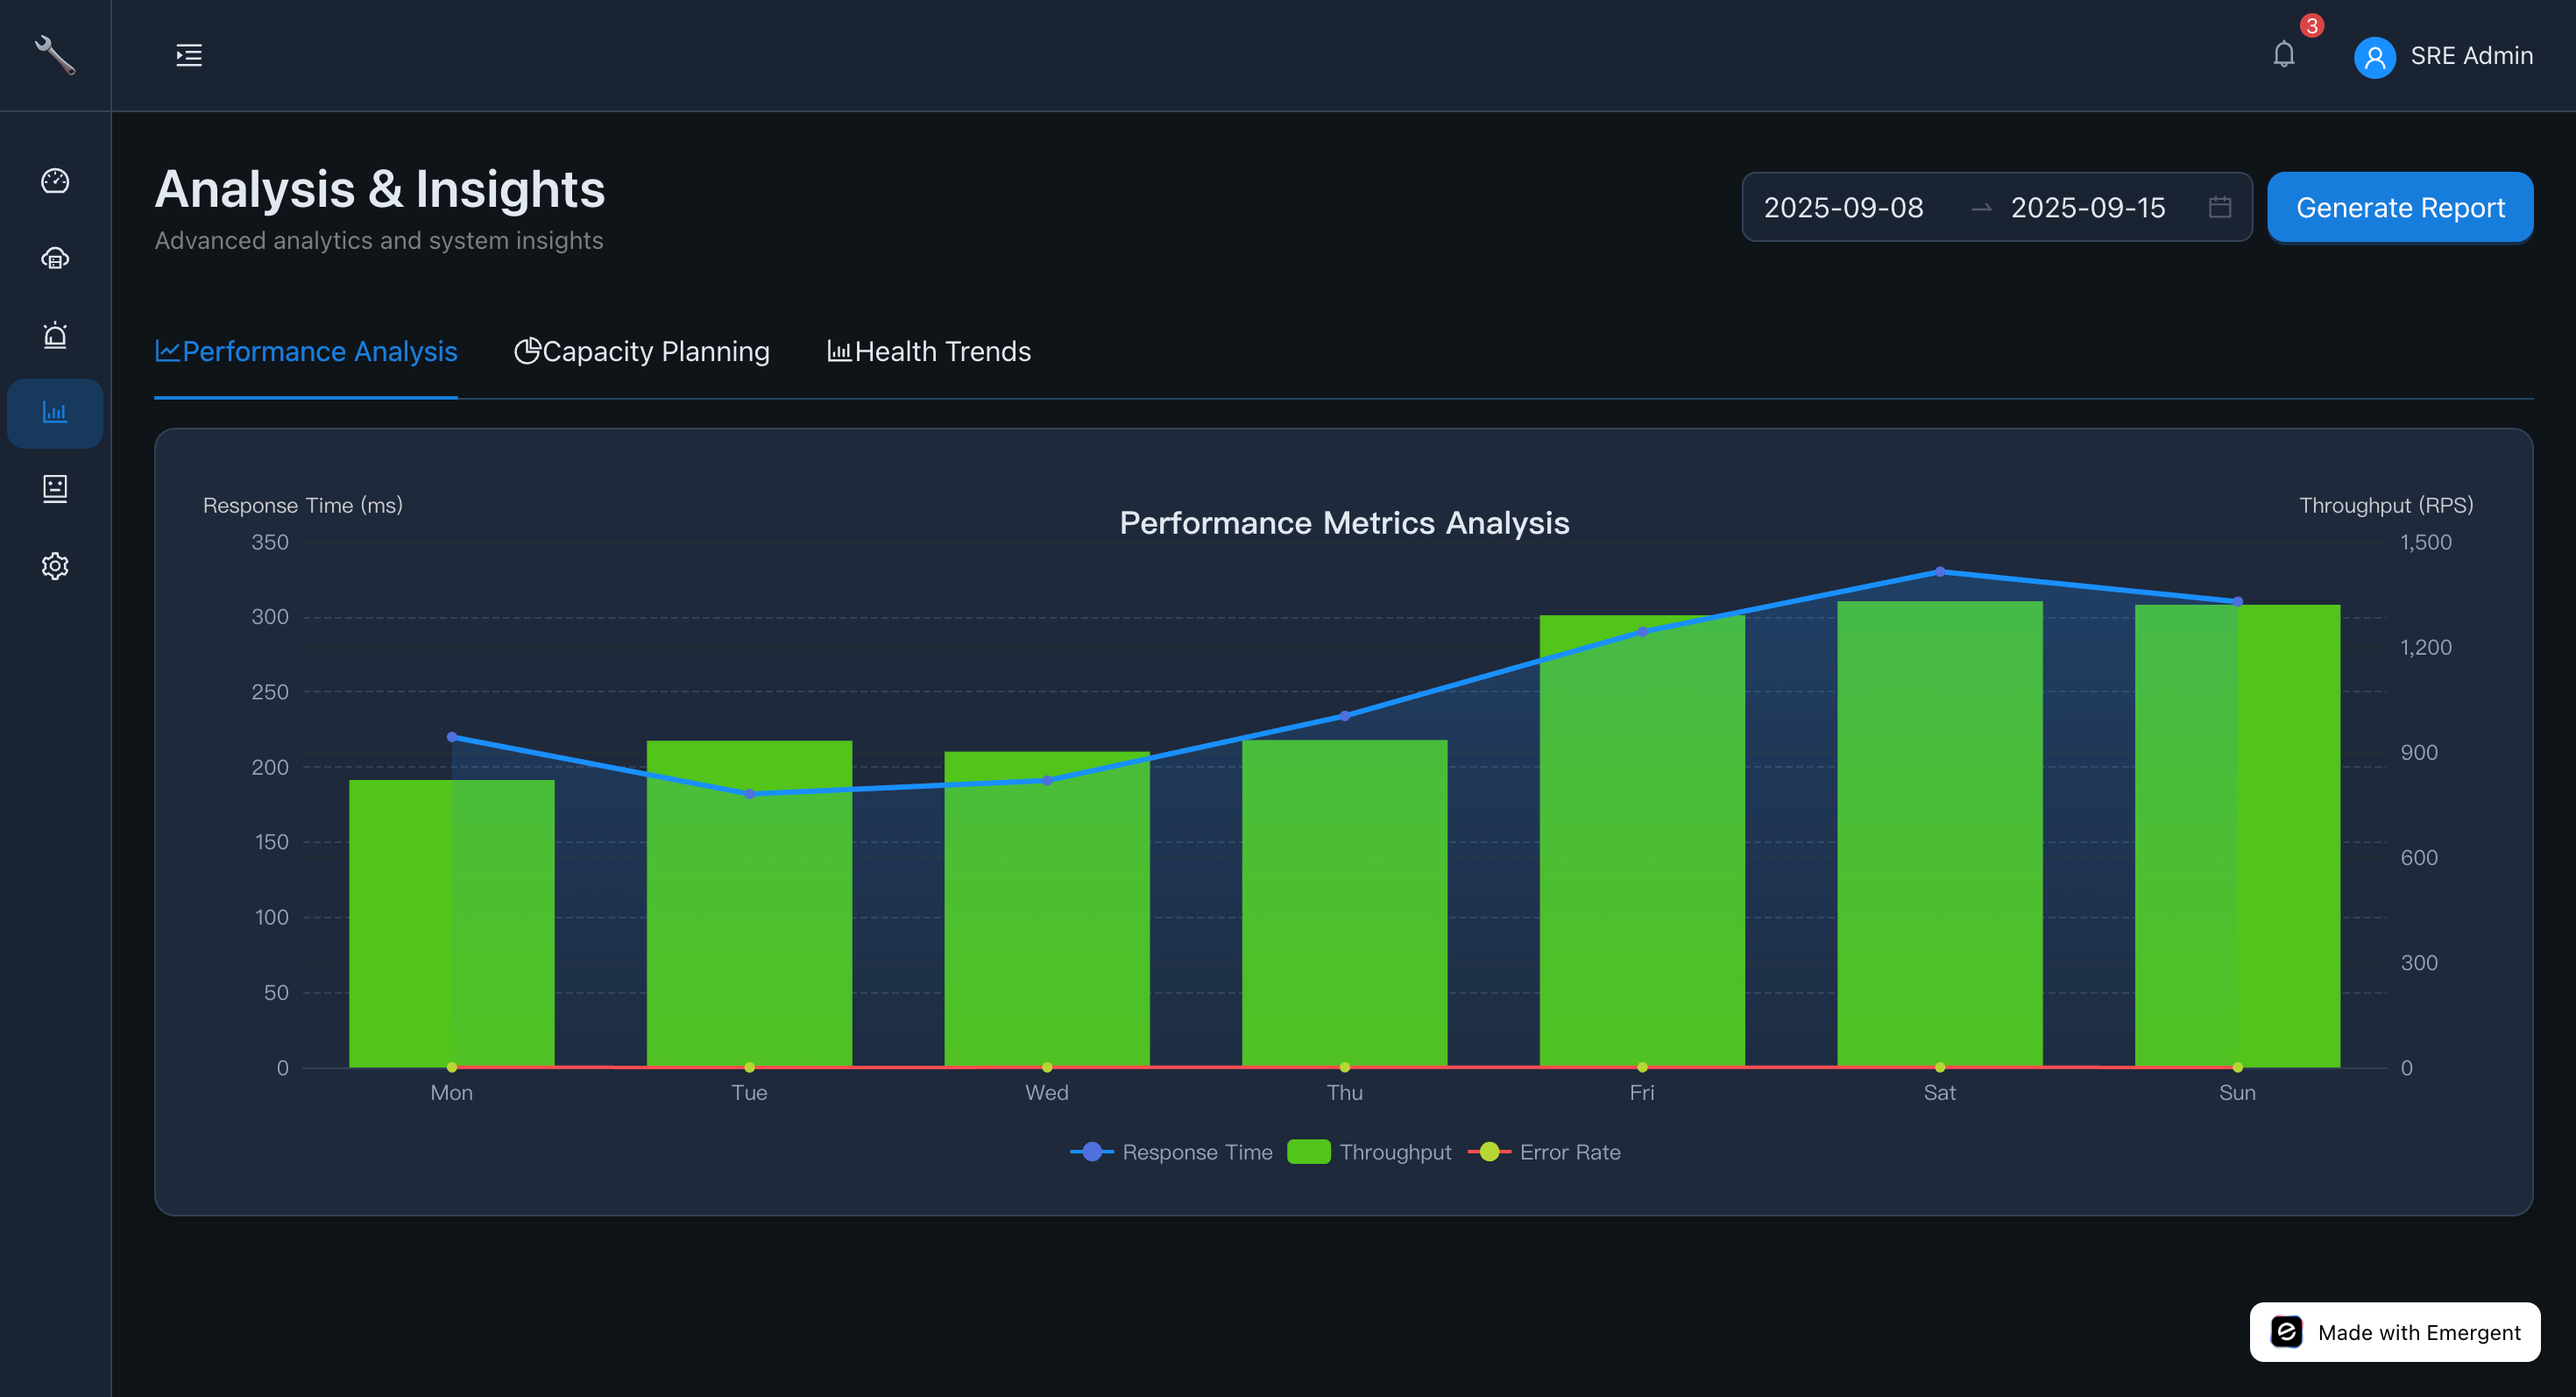 3
SRE Admin
Analysis & Insights
Advanced analytics and system insights
2025-09-08
2025-09-15
Generate Report
Performance Analysis
Capacity Planning
Health Trends
Response Time (ms)
Performance Metrics Analysis
Throughput (RPS)
350
300
250
200
150
100
50
0
1,500
1,200
900
600
300
0
Mon
Tue
Wed
Thu
Fri
Sat
Sun
Response Time
Throughput
Error Rate
Made with Emergent